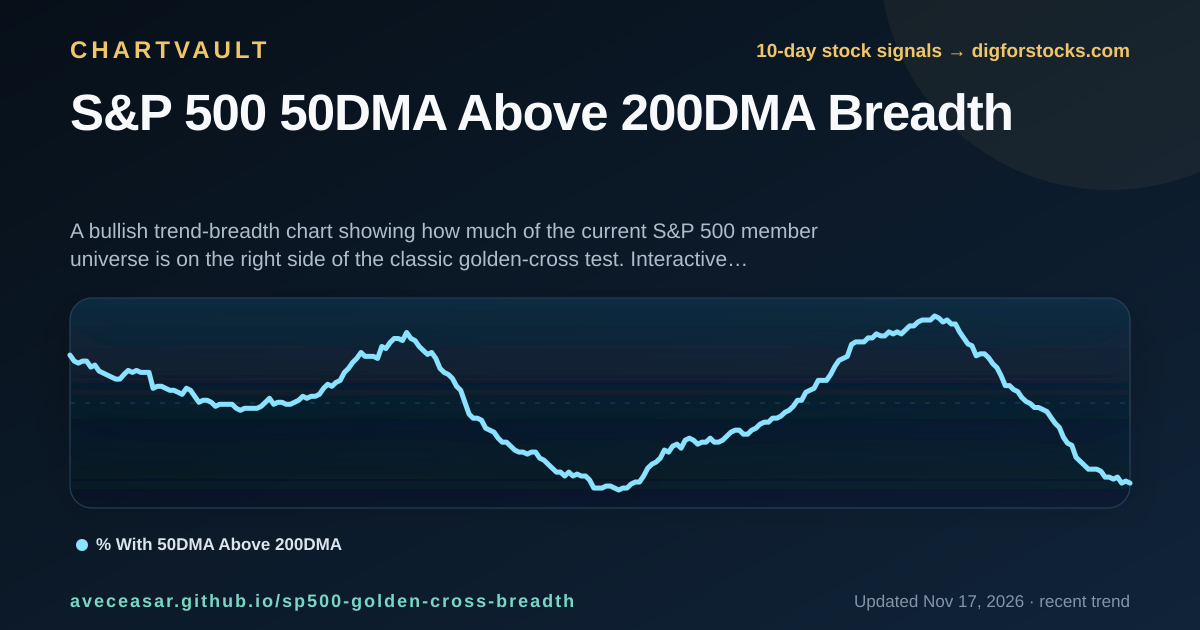 CHARTVAULT
10-day stock signals → digforstocks.com
S&P 500 50DMA Above 200DMA Breadth
A bullish trend-breadth chart showing how much of the current S&P 500 member
universe is on the right side of the classic golden-cross test. Interactive…
% With 50DMA Above 200DMA
aveceasar.github.io/sp500-golden-cross-breadth
Updated Nov 17, 2026 · recent trend